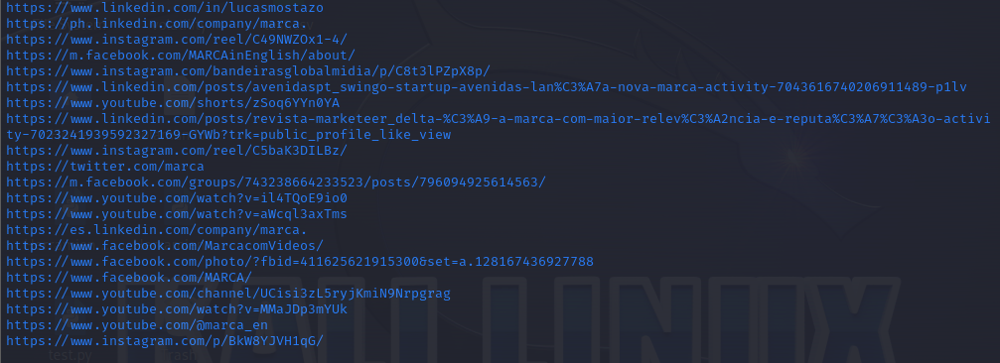 https://www.linkedin.com/in/lucasmostazo
https://ph.linkedin.com/company/marca.
https://www.instagram.com/reel/C49NWZOx1-4/
https://m.facebook.com/MARCAinEnglish/about/
https://www.instagram.com/bandeirasglobalmidia/p/C8t3lPZpX8p/
https://www.linkedin.com/posts/avenidaspt_swingo-startup-avenidas-lan%C3%A7a-nova-marca-activity-7043616740206911489-p1lv
https://www.youtube.com/shorts/zSoq6YYn0YA
https://www.linkedin.com/posts/revista-marketeer_delta-%C3%A9-a-marca-com-maior-relev%C3%A2ncia-e-reputa%C3%A7%C3%A3o-activi
ty-7023241939592327169-GYWb?trk=public_profile_like_view
https://www.instagram.com/reel/C5baK3DILBz/
https://twitter.com/marca
https://m.facebook.com/groups/743238664233523/posts/796094925614563/
https://www.youtube.com/watch?v=il4TQoE9io0
https://www.youtube.com/watch?v=aWcql3axTms
https://es.linkedin.com/company/marca.
https://www.facebook.com/MarcacomVideos/
https://www.facebook.com/photo/?fbid=411625621915300&set=a.128167436927788
https://www.facebook.com/MARCA/
https://www.youtube.com/channel/UCisi3zL5ryjKmiN9Nrpgrag
https://www.youtube.com/watch?v=MMaJDp3mYUk
https://www.youtube.com/@marca_en
https://www.instagram.com/p/BkW8YJVH1qG/
KALI LINUX
test.py